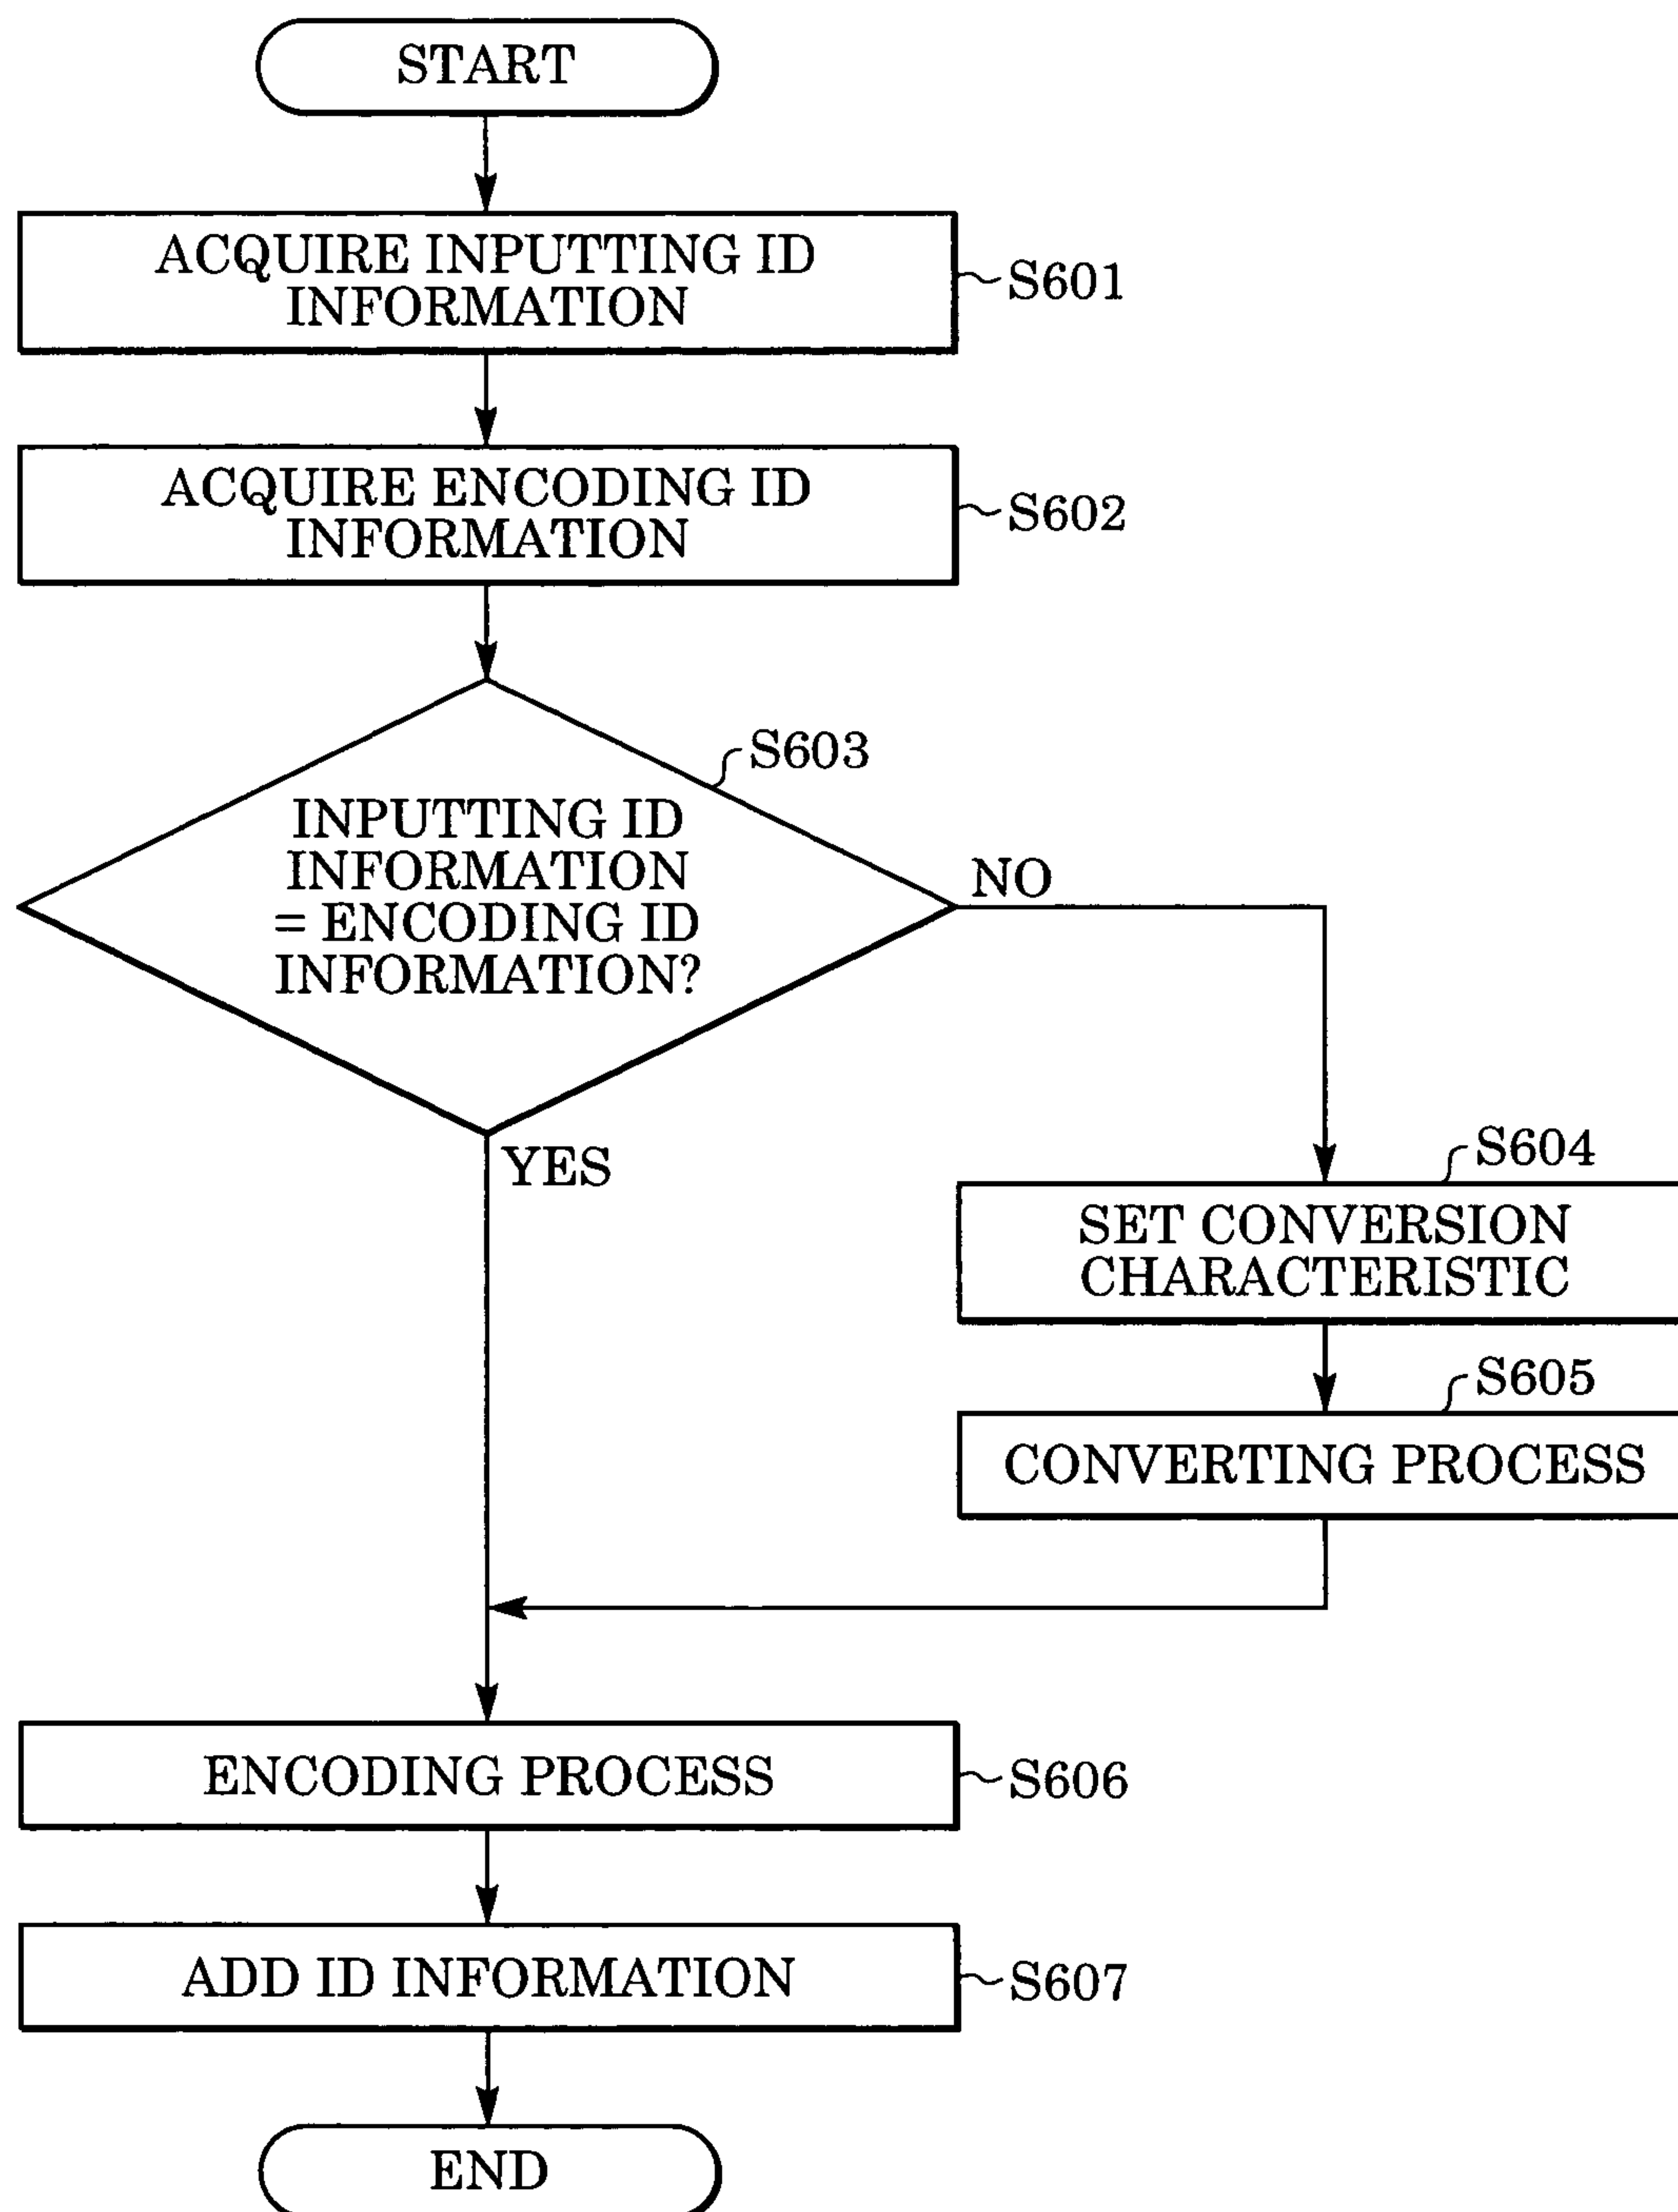 START
ACQUIRE INPUTTING ID
INFORMATION
S601
ACQUIRE ENCODING ID
INFORMATION
S602
S603
INPUTTING ID
INFORMATION
= ENCODING ID
INFORMATION?
NO
YES
S604
SET CONVERSION
CHARACTERISTIC
S605
CONVERTING PROCESS
ENCODING PROCESS
S606
ADD ID INFORMATION
S607
END